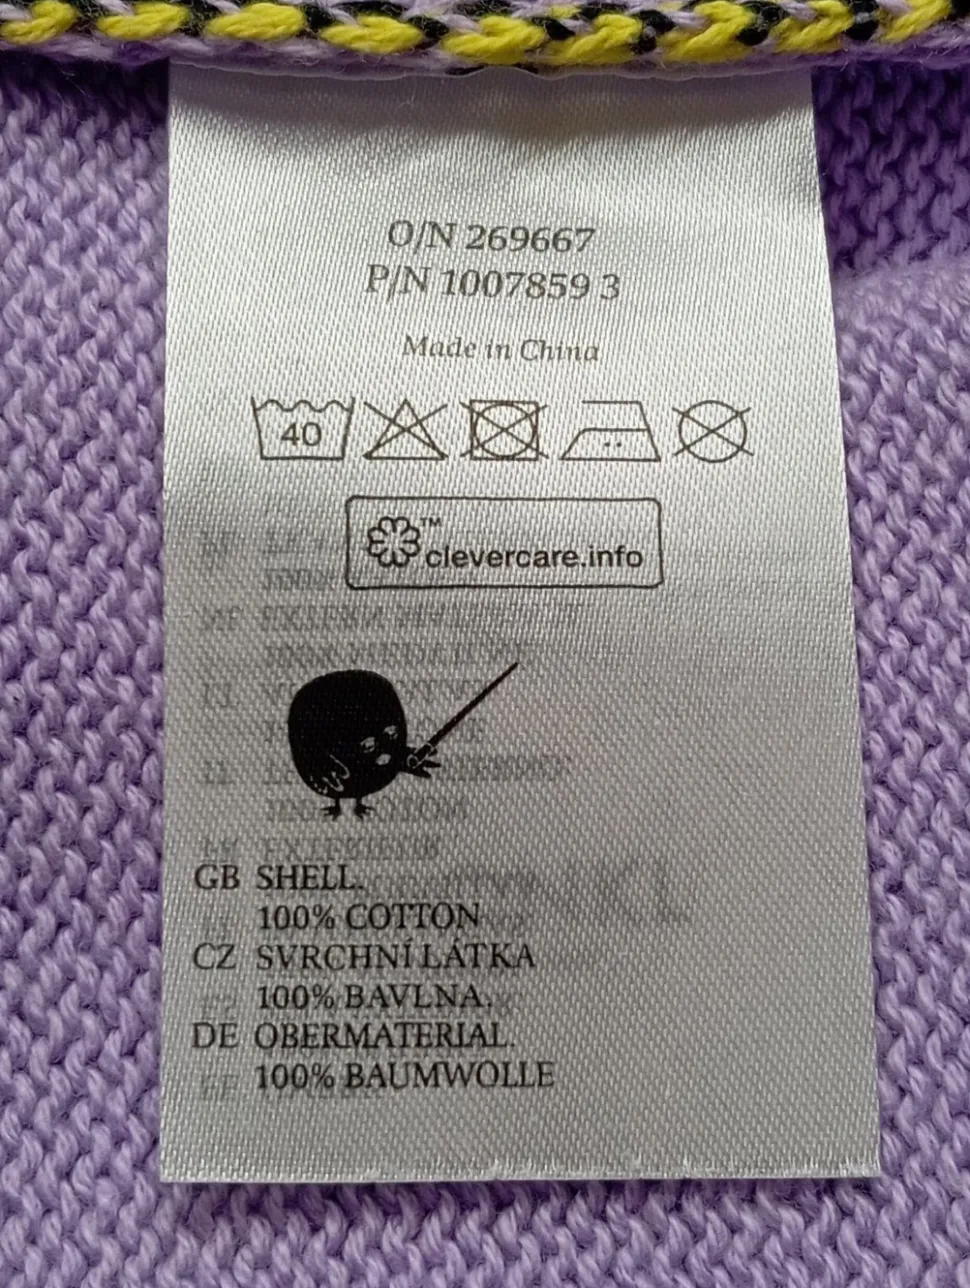 O/N 269667
P/N 1007859 3
Made in China
40
™
clevercare.info
GB SHELL.
100% COTTON
CZ SVRCHNÍ LÁTKA
100% BAVLNA.
DE OBERMATERIAL.
100% BAUMWOLLE